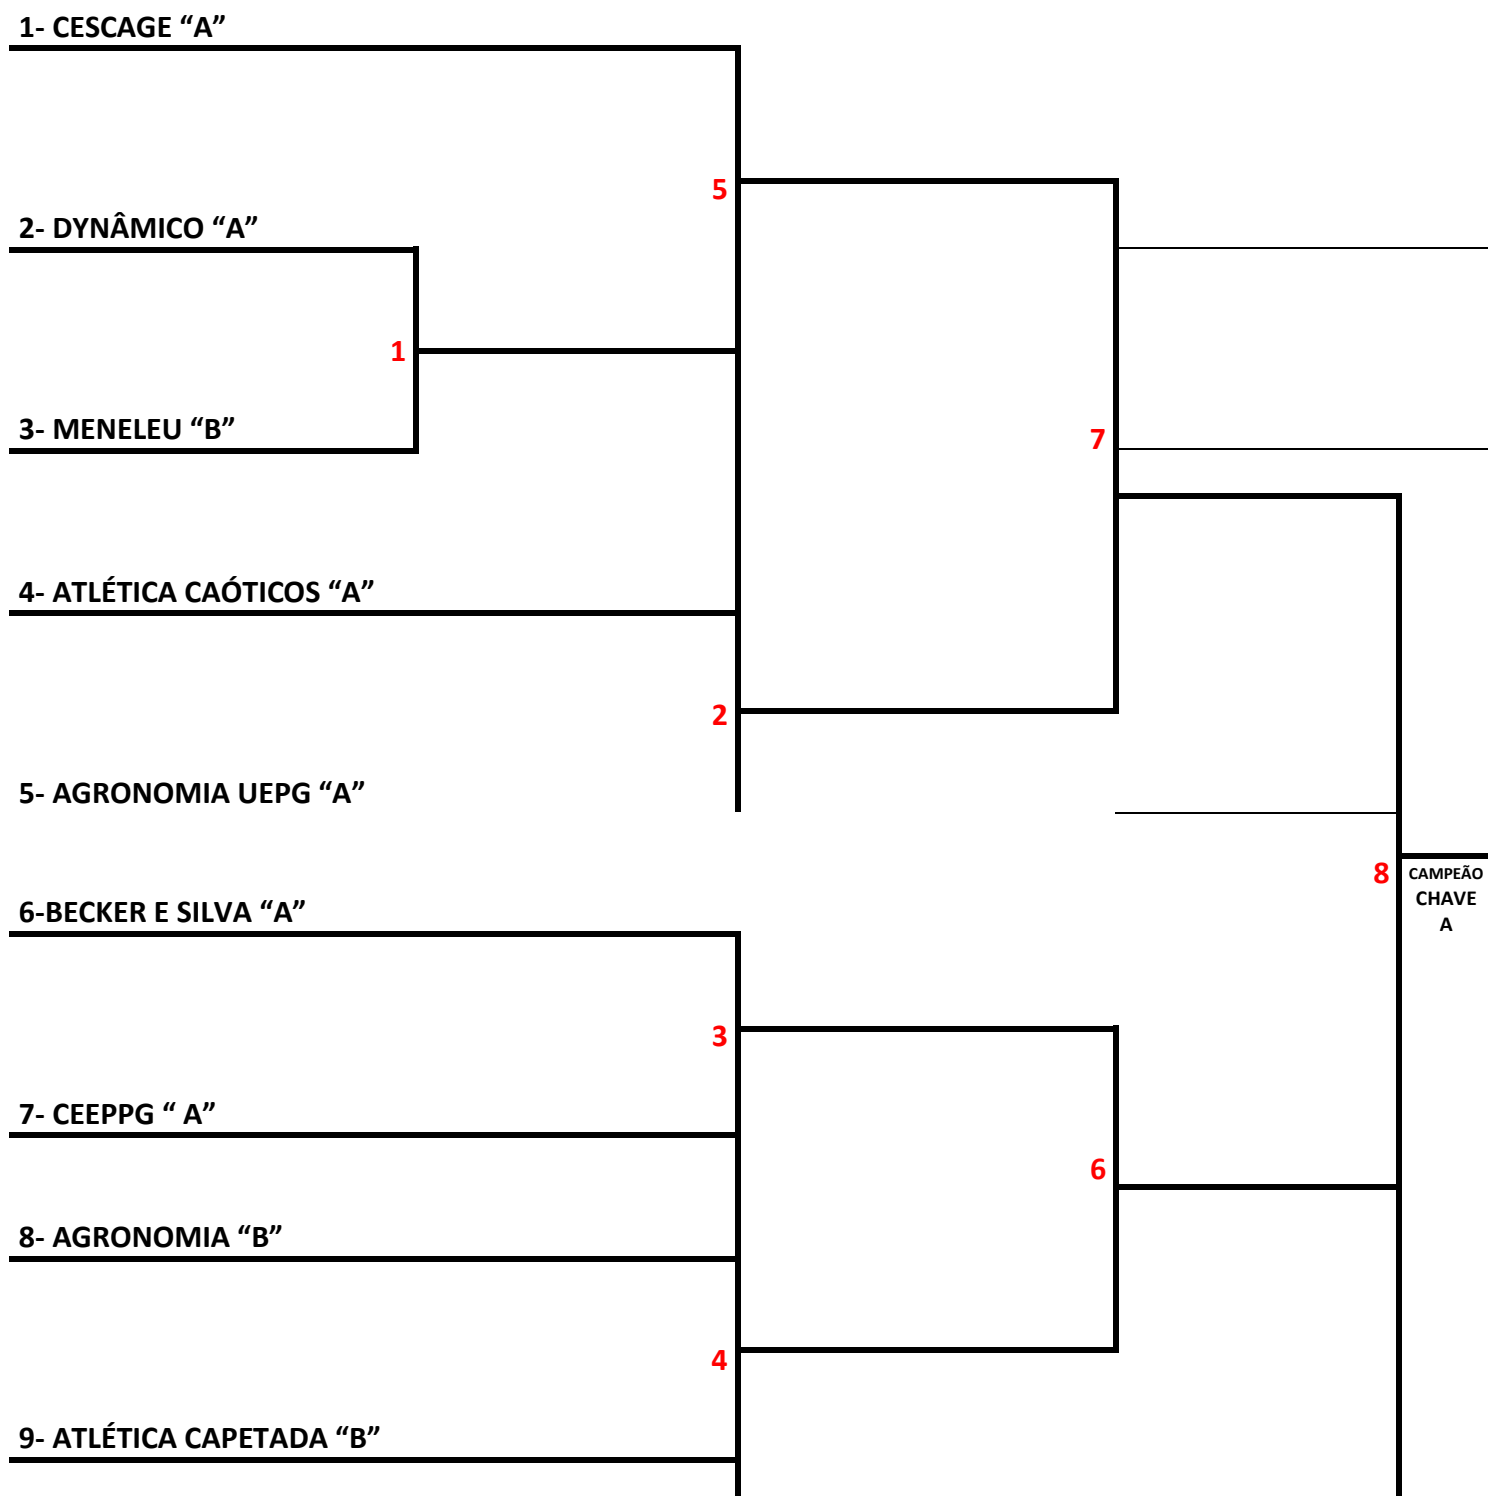 1- CESCAGE “A”
5
2- DYNÂMICO “A”
1
3- MENELEU “B”
7
4- ATLÉTICA CAÓTICOS “A”
2
5- AGRONOMIA UEPG “A”
8
CAMPEÃO
CHAVE
A
6-BECKER E SILVA “A”
3
7- CEEPPG “ A”
6
8- AGRONOMIA “B”
4
9- ATLÉTICA CAPETADA “B”